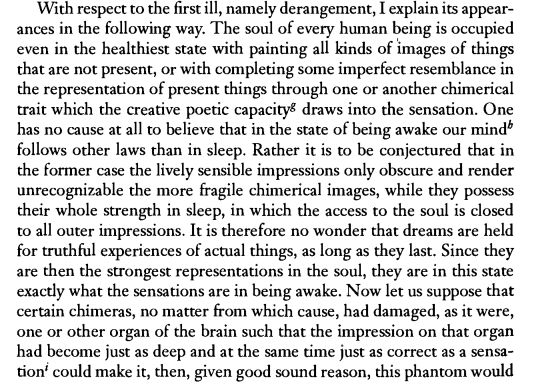 With respect to the first ill, namely derangement, I explain its appear-
ances in the following way. The soul of every human being is occupied
even in the healthiest state with painting all kinds of images of things
that are not present, or with completing some imperfect resemblance in
the representation of present things through one or another chimerical
trait which the creative poetic capacityᵍ draws into the sensation. One
has no cause at all to believe that in the state of being awake our mindʰ
follows other laws than in sleep. Rather it is to be conjectured that in
the former case the lively sensible impressions only obscure and render
unrecognizable the more fragile chimerical images, while they possess
their whole strength in sleep, in which the access to the soul is closed
to all outer impressions. It is therefore no wonder that dreams are held
for truthful experiences of actual things, as long as they last. Since they
are then the strongest representations in the soul, they are in this state
exactly what the sensations are in being awake. Now let us suppose that
certain chimeras, no matter from which cause, had damaged, as it were,
one or other organ of the brain such that the impression on that organ
had become just as deep and at the same time just as correct as a sensa-
tionⁱ could make it, then, given good sound reason, this phantom would